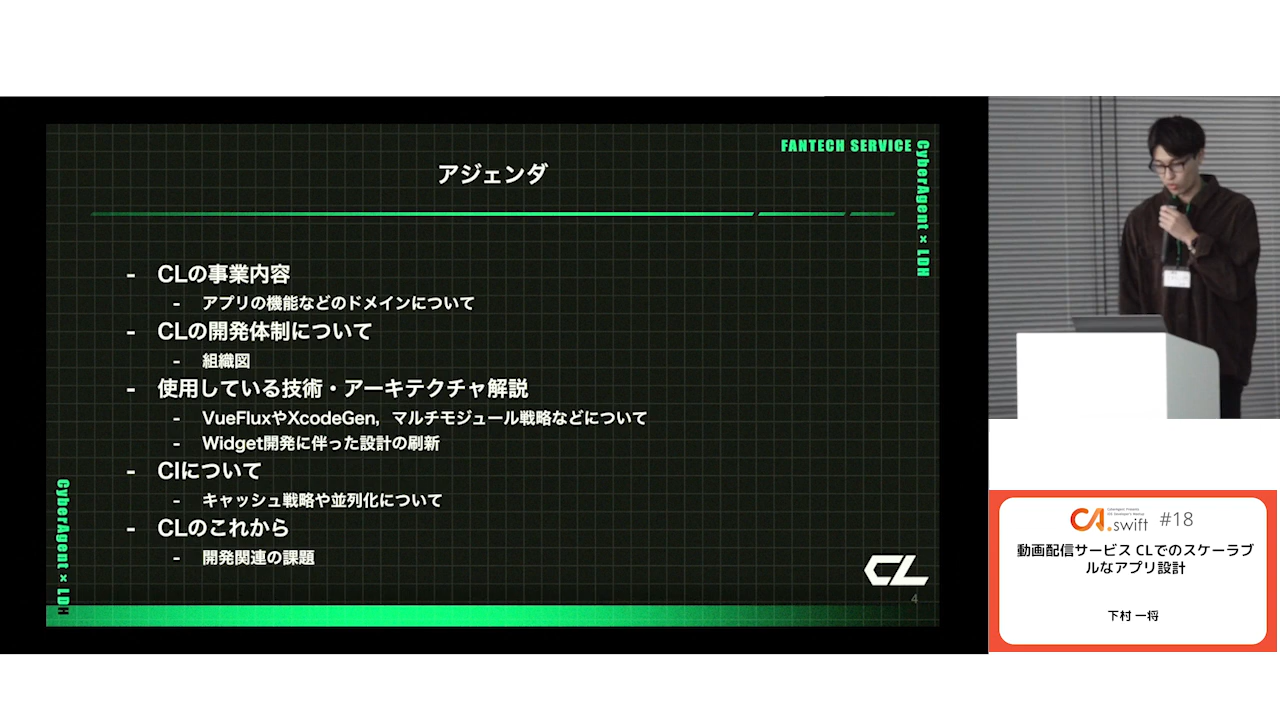 FANTECH SERVICE
CyberAgent × LDH
アジェンダ
- CLの事業内容
- アプリの機能などのドメインについて
- CLの開発体制について
- 組織図
- 使用している技術・アーキテクチャ解説
- VueFluxやXcodeGen，マルチモジュール戦略などについて
- Widget開発に伴った設計の刷新
- CIについて
- キャッシュ戦略や並列化について
- CLのこれから
- 開発関連の課題
CyberAgent × LDH
CL
4
CA.swift #18
動画配信サービス CLでのスケーラブ
ルなアプリ設計
下村 一将